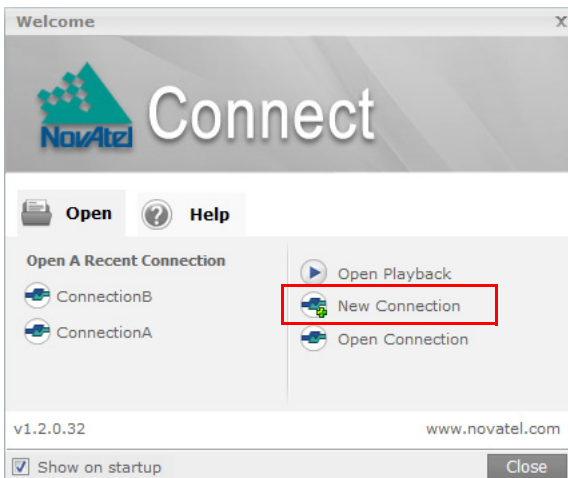 Welcome X
NovAtel
Connect
Open Help
Open A Recent Connection
ConnectionB
ConnectionA
Open Playback
New Connection
Open Connection
v1.2.0.32 www.novatel.com
Show on startup Close